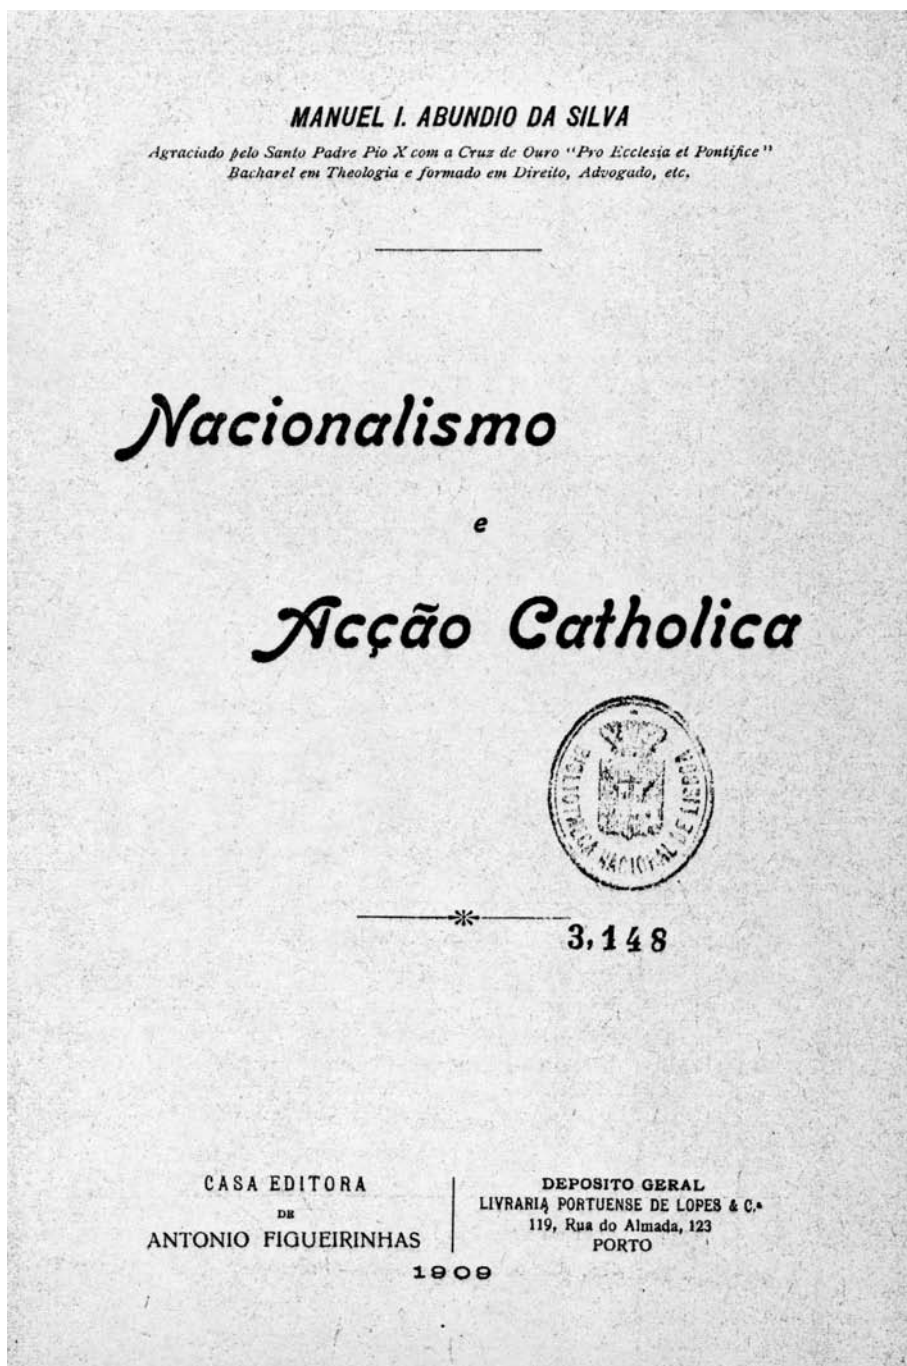 MANUEL I. ABUNDIO DA SILVA
Agraciado pelo Santo Padre Pio X com a Cruz de Ouro "Pro Ecclesia et Pontifice"
Bacharel em Theologia e formado em Direito, Advogado, etc.
Nacionalismo
e
Acção Catholica
BIBLIOTHECA NACIONAL DE LISBOA
3,148
CASA EDITORA
DE
ANTONIO FIGUEIRINHAS
DEPOSITO GERAL
LIVRARIA PORTUENSE DE LOPES & C.ª
119, Rua do Almada, 123
PORTO
1909